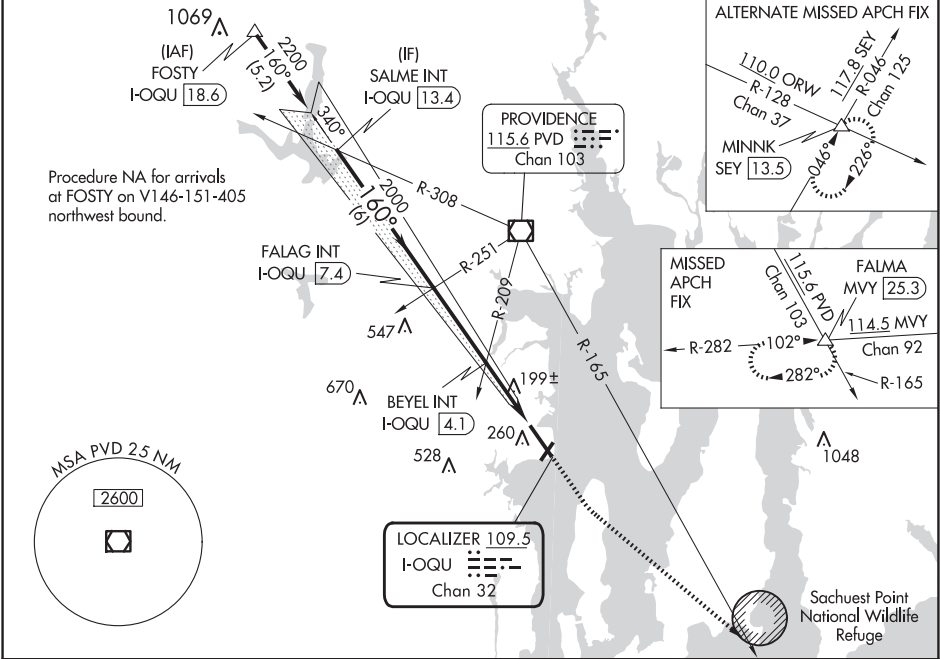 1069
(IAF)
FOSTY
I-OQU 18.6
2200
160°
(5.2)
(IF)
SALME INT
I-OQU 13.4
340°
Procedure NA for arrivals
at FOSTY on V146-151-405
northwest bound.
PROVIDENCE
115.6 PVD
Chan 103
R-308
2000
160°
(6)
FALAG INT
I-OQU 7.4
R-251
R-209
R-165
547
670
BEYEL INT
I-OQU 4.1
199±
260
528
1048
MSA PVD 25 NM
2600
LOCALIZER 109.5
I-OQU
Chan 32
Sachuest Point
National Wildlife
Refuge
ALTERNATE MISSED APCH FIX
110.0 ORW
R-128
Chan 37
117.8 SEY
R-046
Chan 125
MINNK
SEY 13.5
046°
226°
MISSED
APCH
FIX
115.6 PVD
Chan 103
FALMA
MVY 25.3
114.5 MVY
Chan 92
R-282
102°
282°
R-165